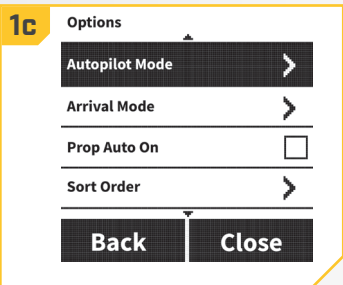 1c
Options
Autopilot Mode
Arrival Mode
Prop Auto On
Sort Order
Back Close